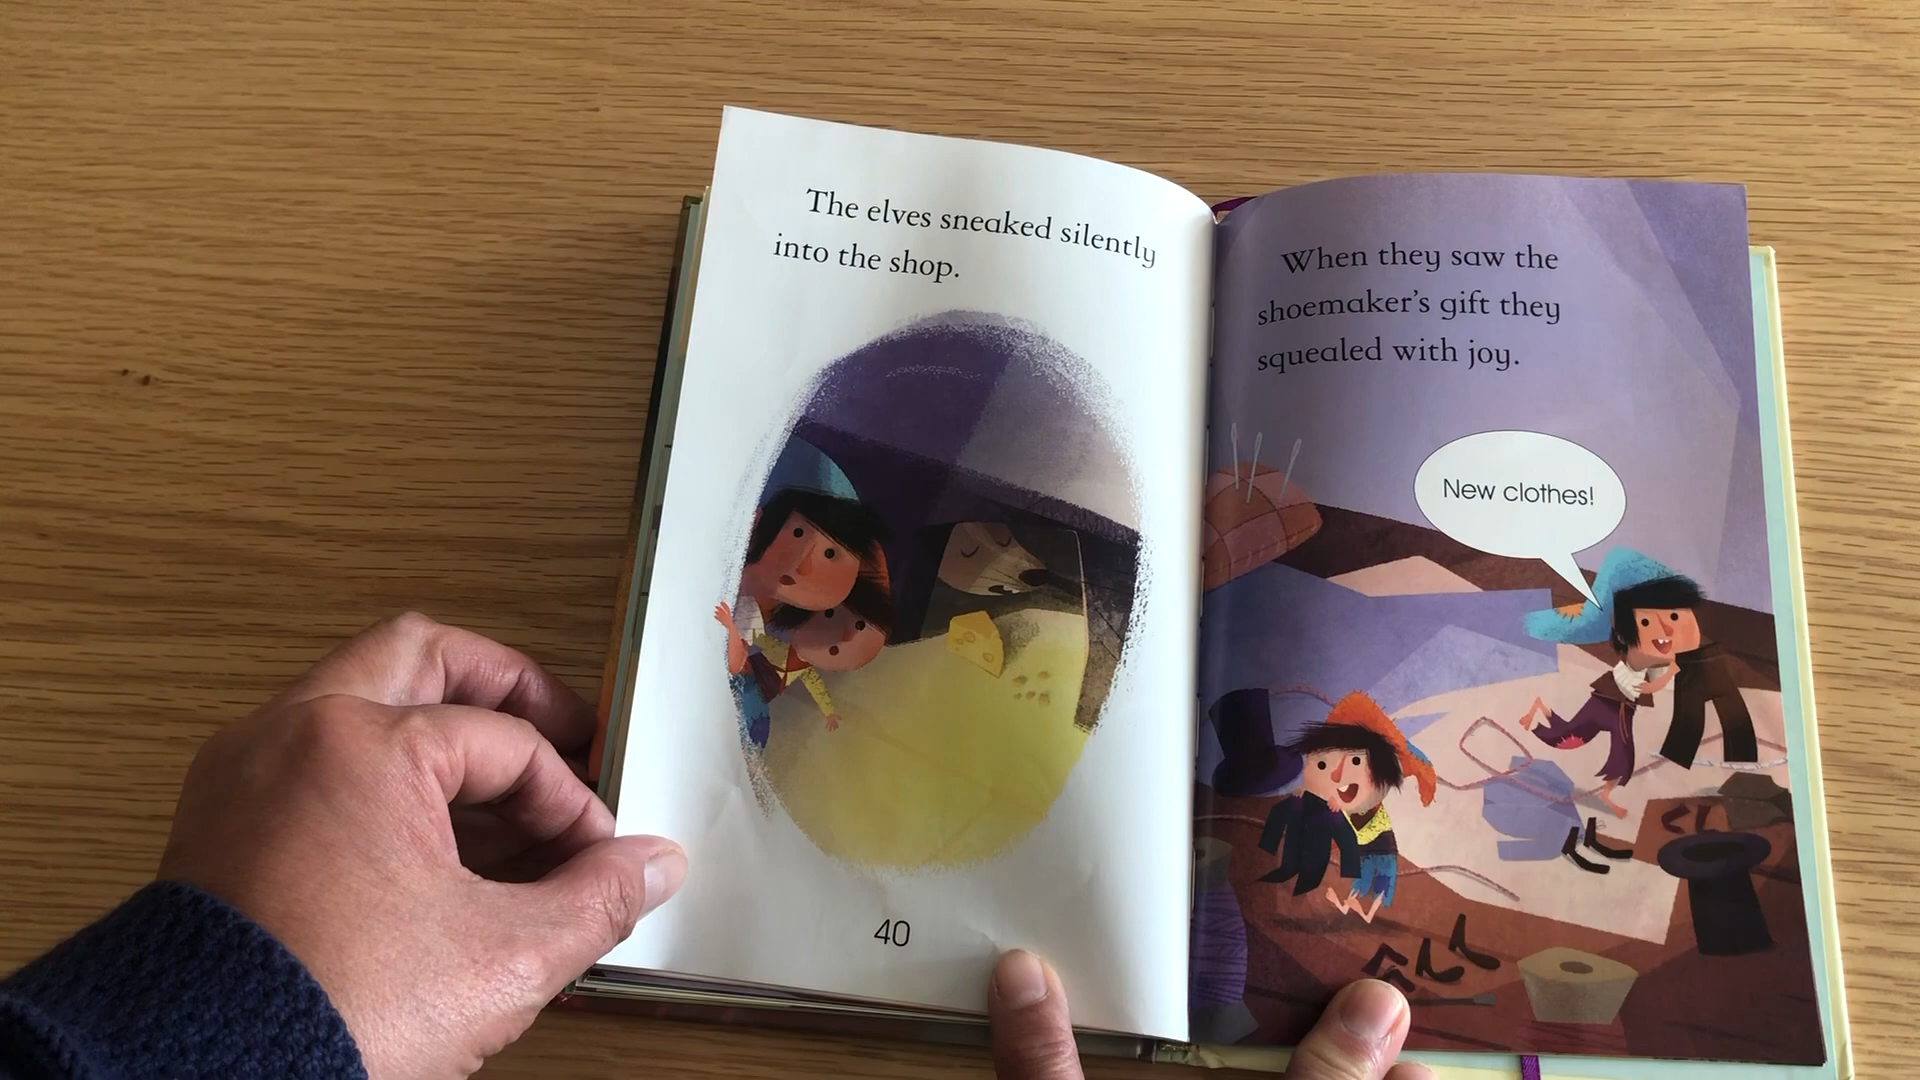 The elves sneaked silently
into the shop.
40
When they saw the
shoemaker's gift they
squealed with joy.
New clothes!